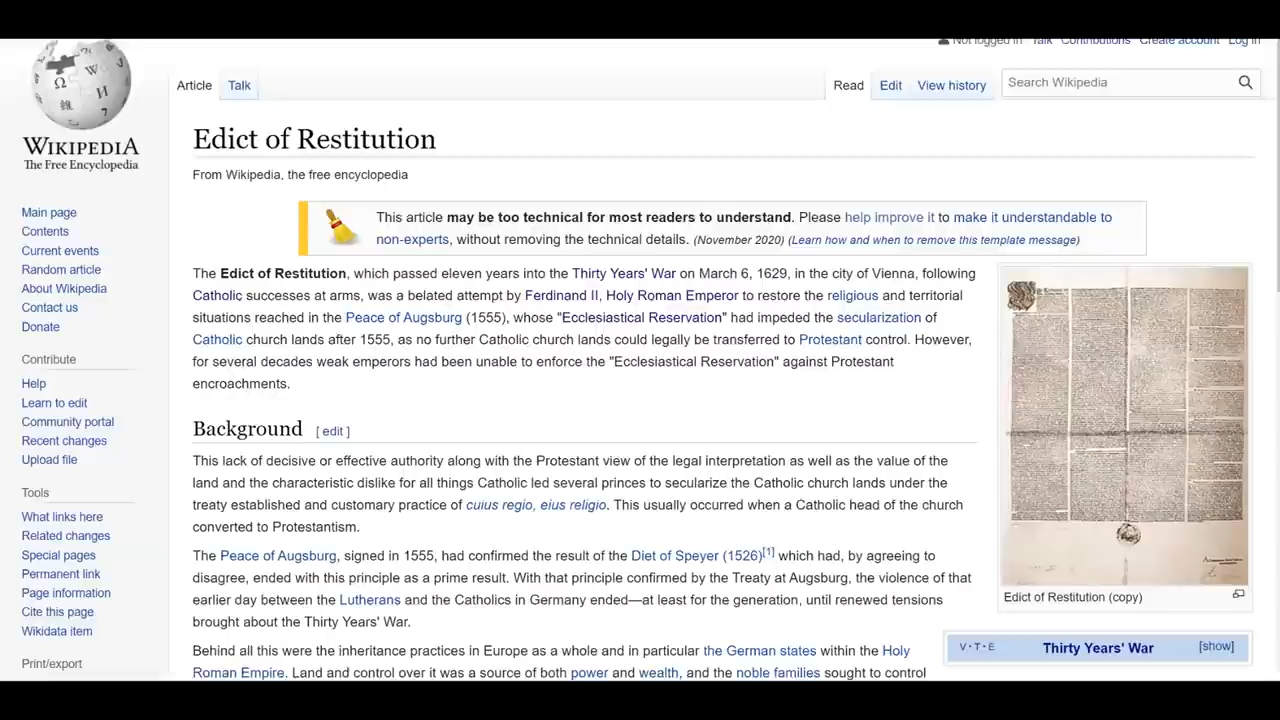 Not logged in Talk Contributions Create account Log in
Article Talk Read Edit View history Search Wikipedia
WIKIPEDIA
The Free Encyclopedia
Main page
Contents
Current events
Random article
About Wikipedia
Contact us
Donate
Contribute
Help
Learn to edit
Community portal
Recent changes
Upload file
Tools
What links here
Related changes
Special pages
Permanent link
Page information
Cite this page
Wikidata item
Print/export
Edict of Restitution
From Wikipedia, the free encyclopedia
This article may be too technical for most readers to understand. Please help improve it to make it understandable to
non-experts, without removing the technical details. (November 2020) (Learn how and when to remove this template message)
The Edict of Restitution, which passed eleven years into the Thirty Years' War on March 6, 1629, in the city of Vienna, following
Catholic successes at arms, was a belated attempt by Ferdinand II, Holy Roman Emperor to restore the religious and territorial
situations reached in the Peace of Augsburg (1555), whose "Ecclesiastical Reservation" had impeded the secularization of
Catholic church lands after 1555, as no further Catholic church lands could legally be transferred to Protestant control. However,
for several decades weak emperors had been unable to enforce the "Ecclesiastical Reservation" against Protestant
encroachments.
Background [ edit ]
This lack of decisive or effective authority along with the Protestant view of the legal interpretation as well as the value of the
land and the characteristic dislike for all things Catholic led several princes to secularize the Catholic church lands under the
treaty established and customary practice of cuius regio, eius religio. This usually occurred when a Catholic head of the church
converted to Protestantism.
The Peace of Augsburg, signed in 1555, had confirmed the result of the Diet of Speyer (1526)[1] which had, by agreeing to
disagree, ended with this principle as a prime result. With that principle confirmed by the Treaty at Augsburg, the violence of that
earlier day between the Lutherans and the Catholics in Germany ended—at least for the generation, until renewed tensions
brought about the Thirty Years' War.
Behind all this were the inheritance practices in Europe as a whole and in particular the German states within the Holy
Roman Empire. Land and control over it was a source of both power and wealth, and the noble families sought to control
Edict of Restitution (copy)
V·T·E Thirty Years' War [show]